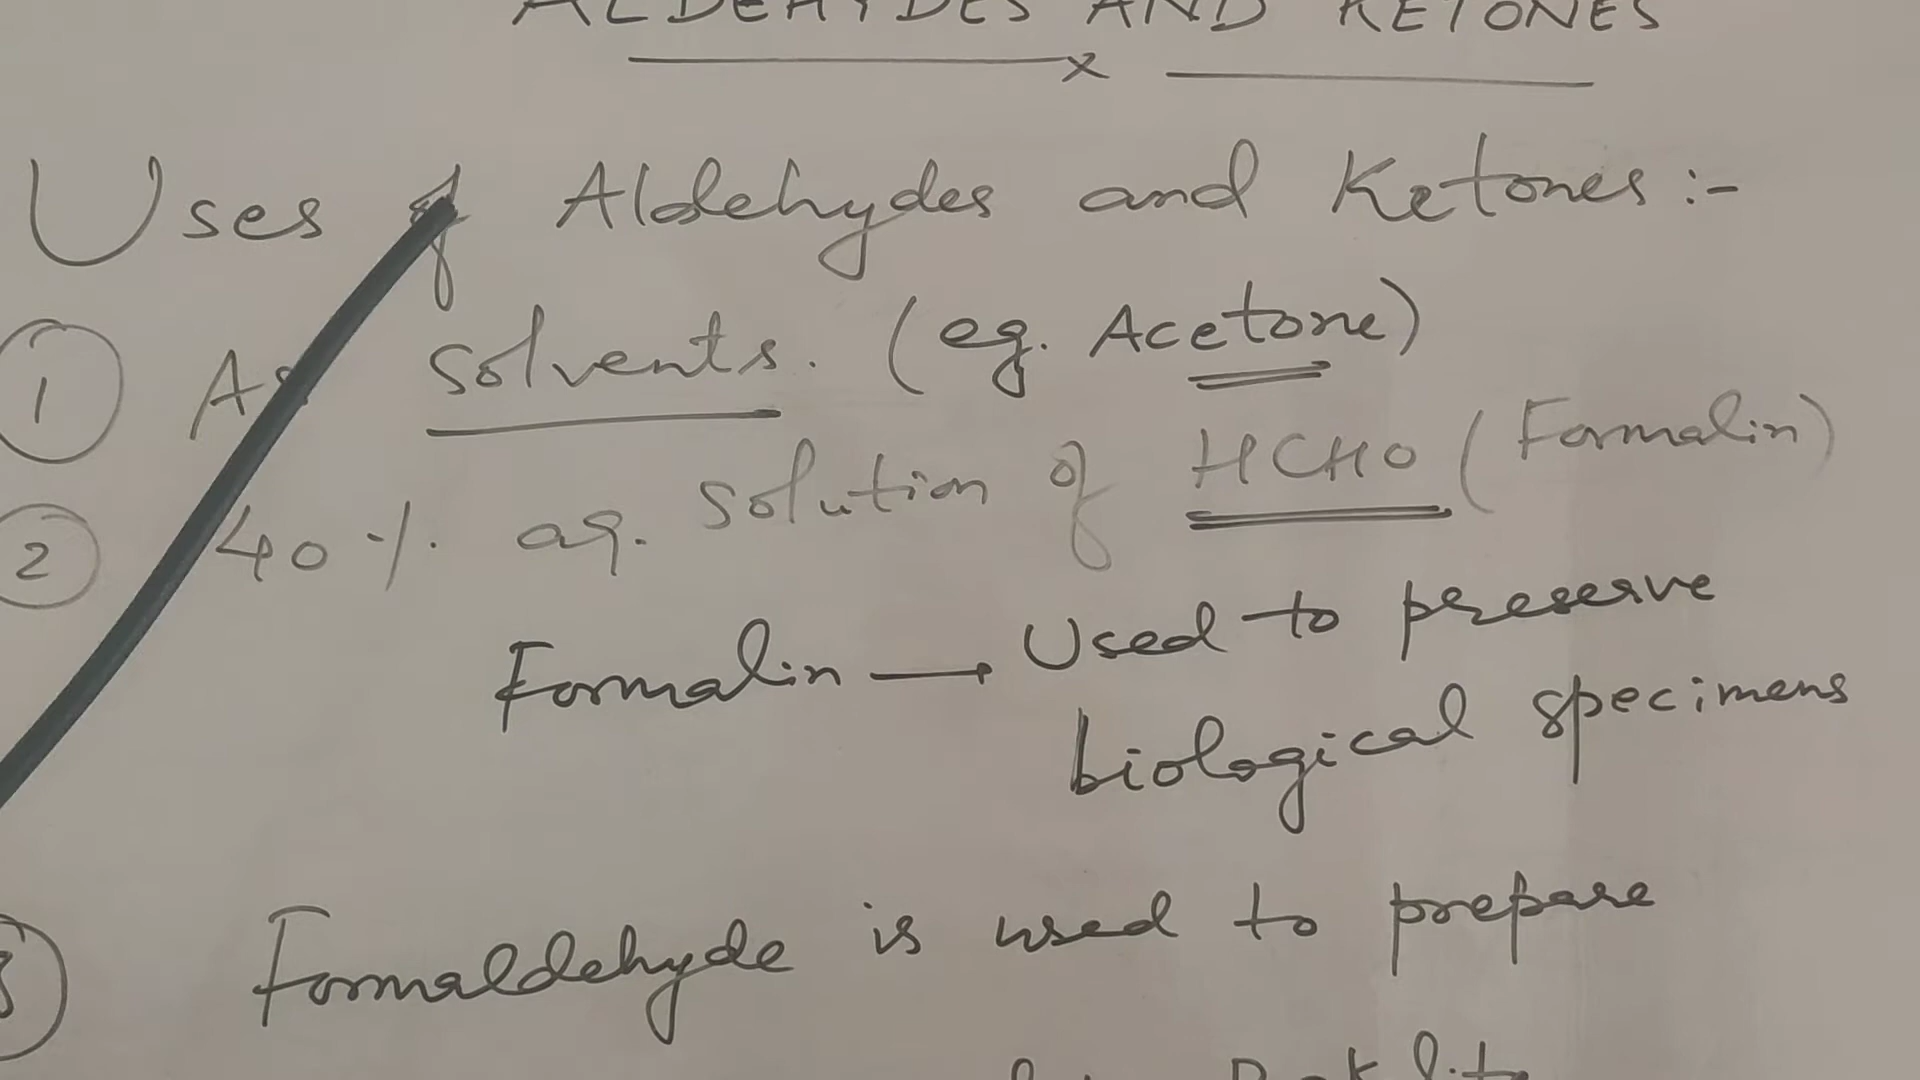 ALDEHYDES AND KETONES
x
Uses of Aldehydes and Ketones:-
1 As solvents. (eg. Acetone)
2 40%. aq. solution of HCHO (Formalin)
Formalin → Used to preserve
biological specimens
3 Formaldehyde is used to prepare